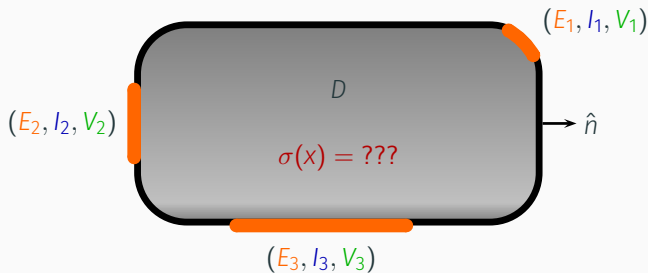 (E₁, I₁, V₁)
D
(E₂, I₂, V₂)
n̂
σ(x) = ???
(E₃, I₃, V₃)